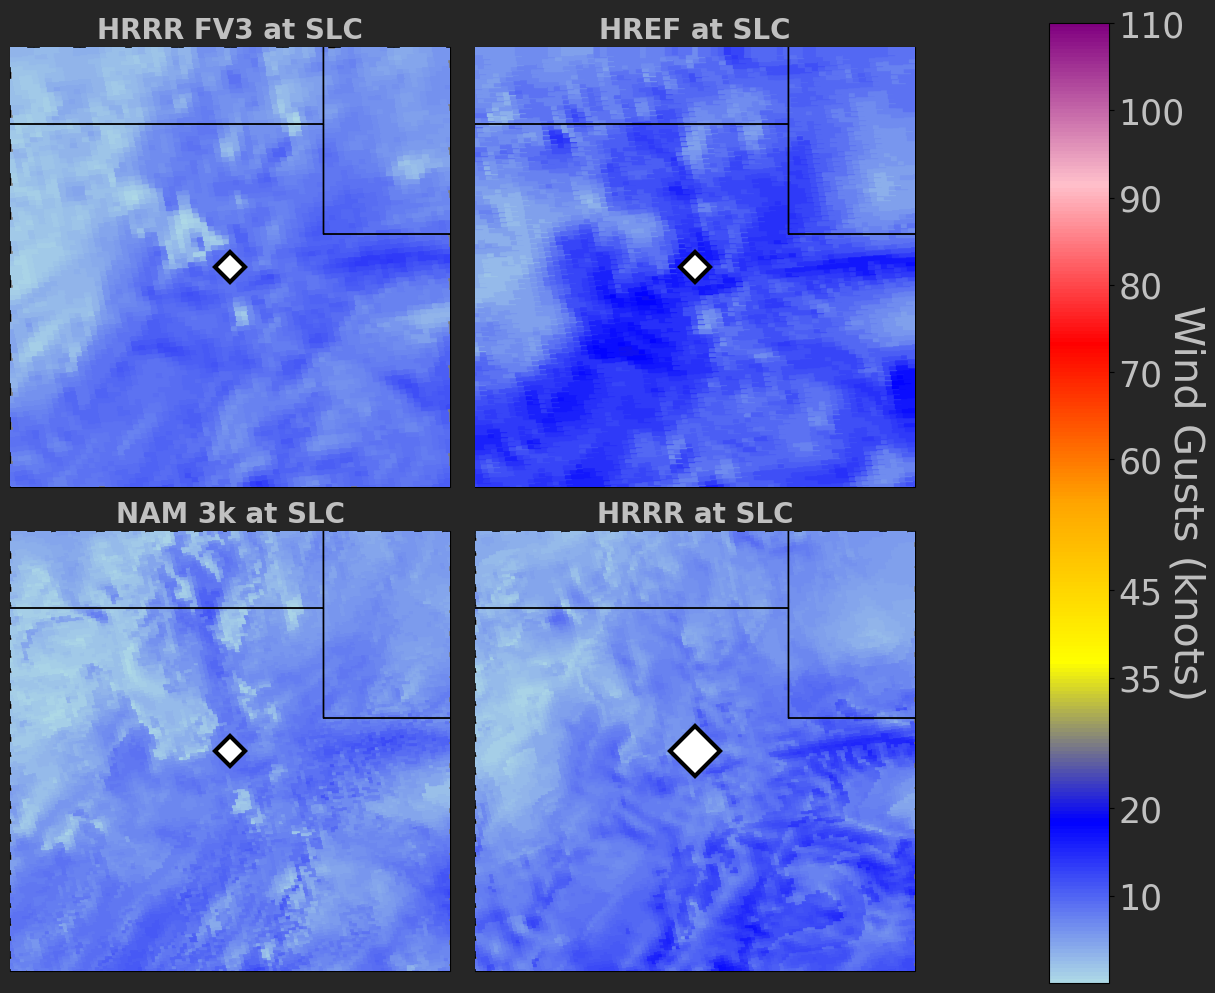 HRRR FV3 at SLC
HREF at SLC
NAM 3k at SLC
HRRR at SLC
110
100
90
80
70
60
45
35
20
10
Wind Gusts (knots)